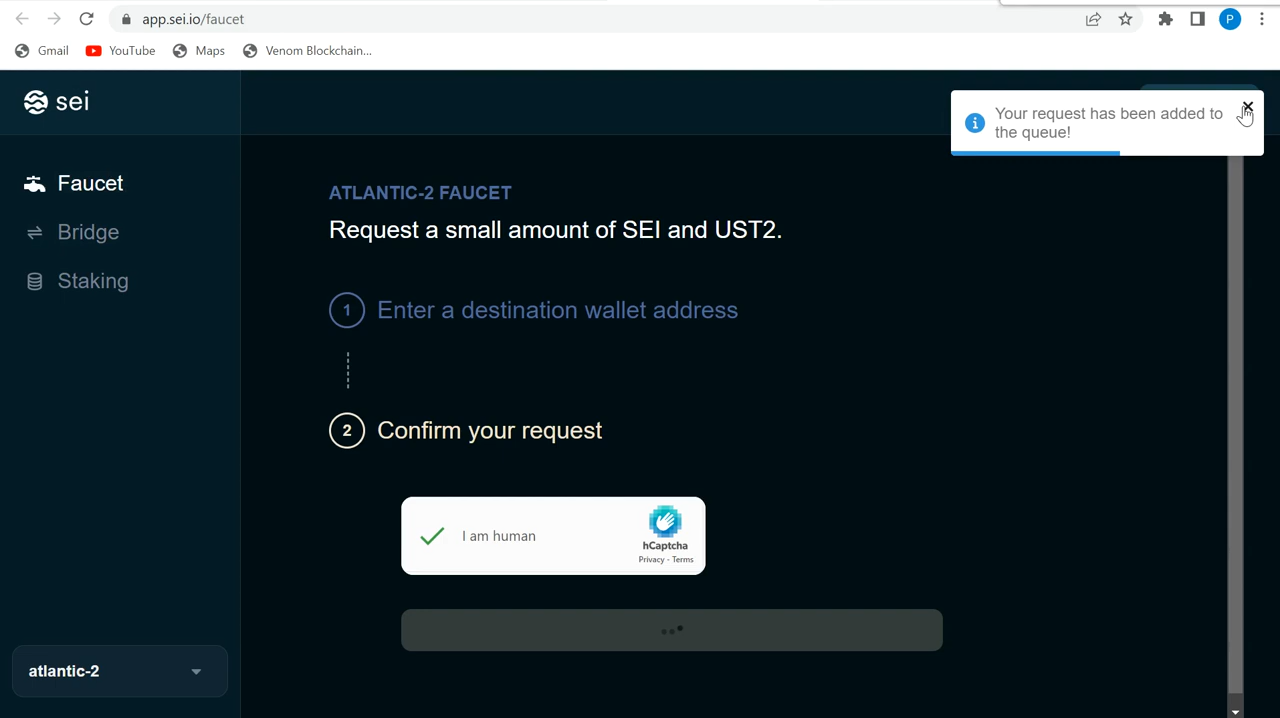 app.sei.io/faucet
P
Gmail
YouTube
Maps
Venom Blockchain...
sei
Your request has been added to
the queue!
Faucet
Bridge
Staking
ATLANTIC-2 FAUCET
Request a small amount of SEI and UST2.
1 Enter a destination wallet address
2 Confirm your request
I am human
hCaptcha
Privacy - Terms
atlantic-2